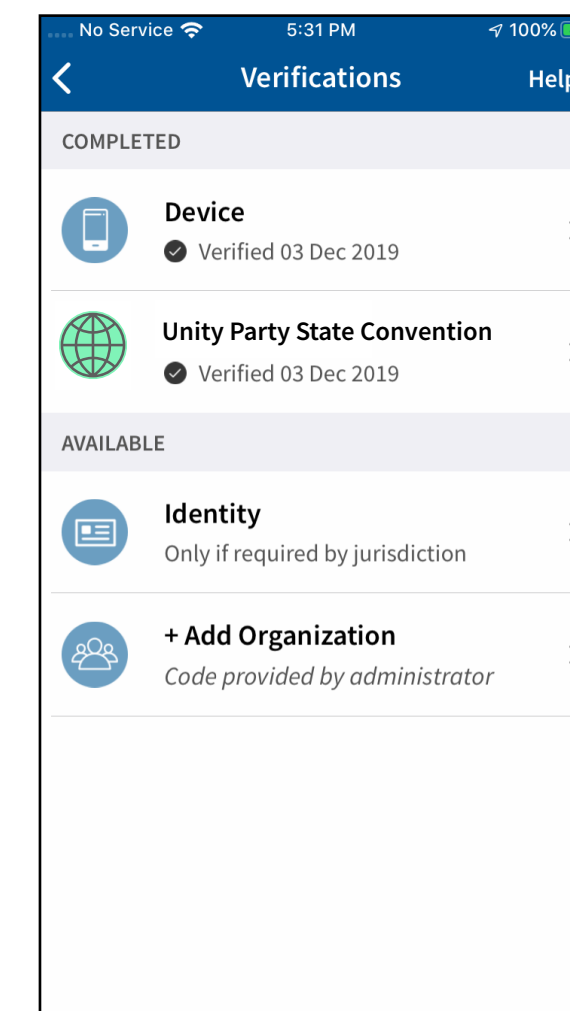 No Service 5:31 PM 100%
Verifications Help
COMPLETED
Device
Verified 03 Dec 2019
Unity Party State Convention
Verified 03 Dec 2019
AVAILABLE
Identity
Only if required by jurisdiction
+ Add Organization
Code provided by administrator